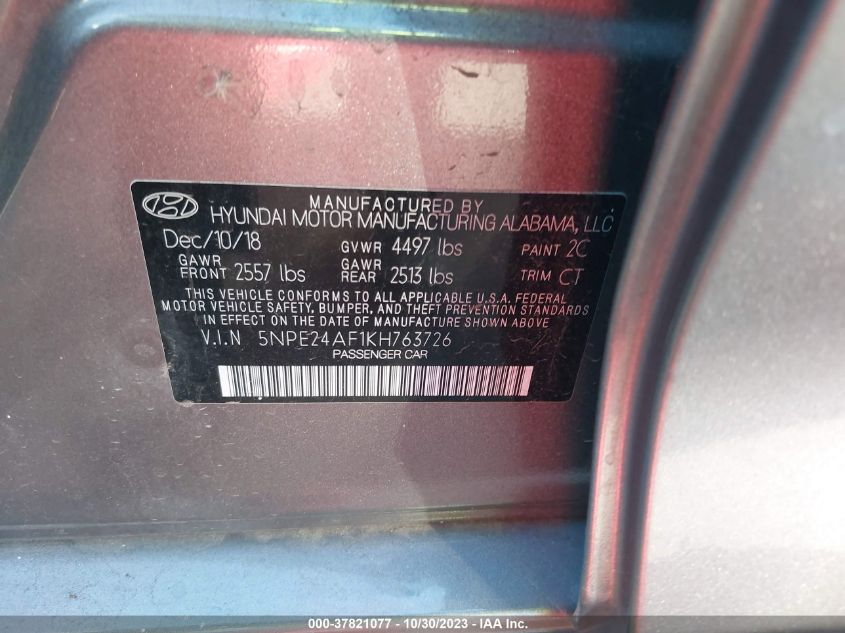 MANUFACTURED BY
HYUNDAI MOTOR MANUFACTURING ALABAMA, LLC
Dec/10/18 GVWR 4497 lbs PAINT 2C
GAWR FRONT 2557 lbs GAWR REAR 2513 lbs TRIM CT
THIS VEHICLE CONFORMS TO ALL APPLICABLE U.S.A. FEDERAL
MOTOR VEHICLE SAFETY, BUMPER, AND THEFT PREVENTION STANDARDS
IN EFFECT ON THE DATE OF MANUFACTURE SHOWN ABOVE
V.I.N 5NPE24AF1KH763726
PASSENGER CAR
000-37821077 - 10/30/2023 - IAA Inc.